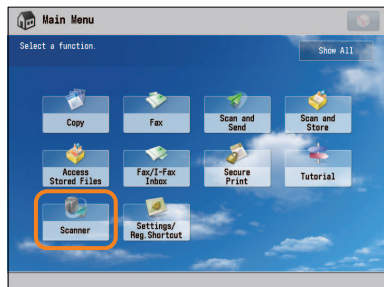 Main Menu
Select a function.
Show All
Copy
Fax
Scan and
Send
Scan and
Store
Access
Stored Files
Fax/I-Fax
Inbox
Secure
Print
Tutorial
Scanner
Settings/
Reg.Shortcut